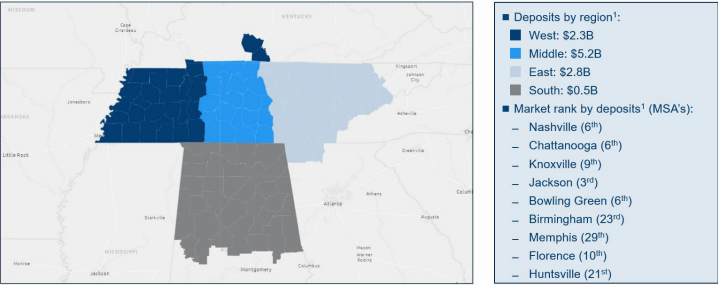 MISSOURI
KENTUCKY
Cape
Girardeau
Kingsport
Johnson
City
Jonesboro
ARKANSAS
Asheville
Me
Cha
Greenville
Little Rock
Athens
Columbi
Atlanta
Starkville
Augusta
Macon
Warner
Robins
MISSISSIPPI
Monroe
Jackson
Montgomery
Columbus
■ Deposits by region¹:
West: $2.3B
Middle: $5.2B
East: $2.8B
South: $0.5B
■ Market rank by deposits¹ (MSA's):
– Nashville (6th)
– Chattanooga (6th)
– Knoxville (9th)
– Jackson (3rd)
– Bowling Green (6th)
– Birmingham (23rd)
– Memphis (29th)
– Florence (10th)
– Huntsville (21st)